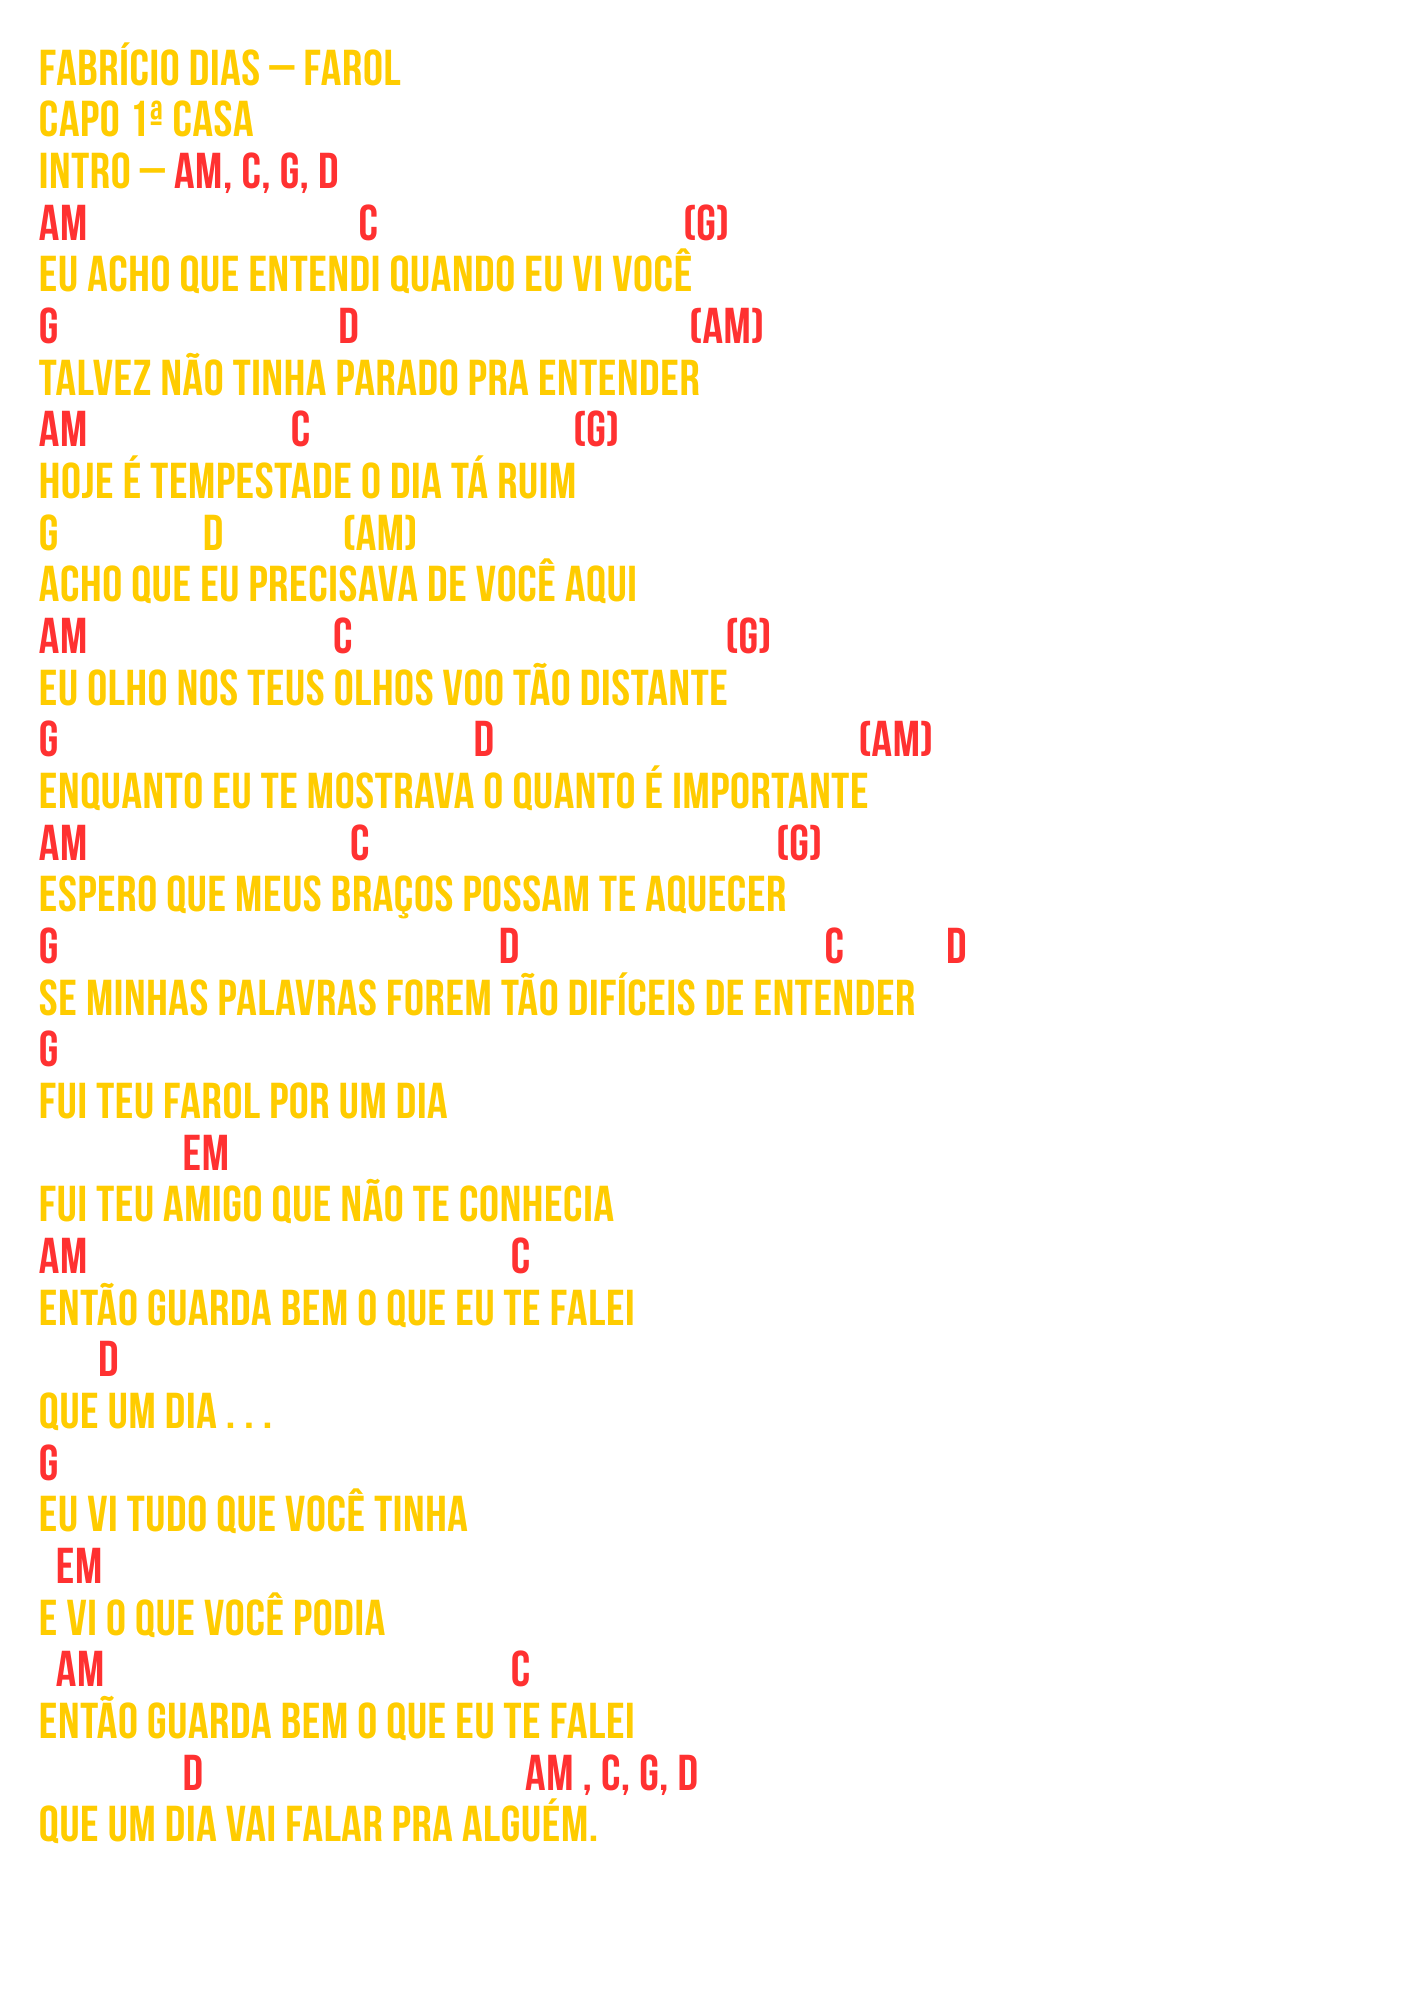 FABRÍCIO DIAS – FAROL
CAPO 1ª CASA
INTRO – AM, C, G, D
AM C (G)
EU ACHO QUE ENTENDI QUANDO EU VI VOCÊ
G D (AM)
TALVEZ NÃO TINHA PARADO PRA ENTENDER
AM C (G)
HOJE É TEMPESTADE O DIA TÁ RUIM
G D (AM)
ACHO QUE EU PRECISAVA DE VOCÊ AQUI
AM C (G)
EU OLHO NOS TEUS OLHOS VOO TÃO DISTANTE
G D (AM)
ENQUANTO EU TE MOSTRAVA O QUANTO É IMPORTANTE
AM C (G)
ESPERO QUE MEUS BRAÇOS POSSAM TE AQUECER
G D C D
SE MINHAS PALAVRAS FOREM TÃO DIFÍCEIS DE ENTENDER
G
FUI TEU FAROL POR UM DIA
EM
FUI TEU AMIGO QUE NÃO TE CONHECIA
AM C
ENTÃO GUARDA BEM O QUE EU TE FALEI
D
QUE UM DIA . . .
G
EU VI TUDO QUE VOCÊ TINHA
EM
E VI O QUE VOCÊ PODIA
AM C
ENTÃO GUARDA BEM O QUE EU TE FALEI
D AM , C, G, D
QUE UM DIA VAI FALAR PRA ALGUÉM.